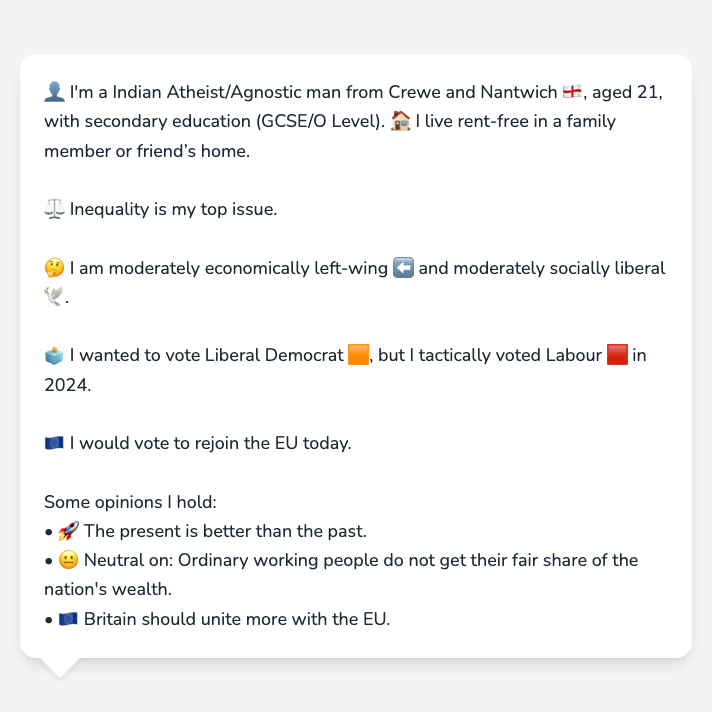 👤 I'm a Indian Atheist/Agnostic man from Crewe and Nantwich 🏴󠁧󠁢󠁥󠁮󠁧󠁿, aged 21,
with secondary education (GCSE/O Level). 🏠 I live rent-free in a family
member or friend’s home.
⚖️ Inequality is my top issue.
🤔 I am moderately economically left-wing ⬅️ and moderately socially liberal
🕊️.
🗳️ I wanted to vote Liberal Democrat 🟧, but I tactically voted Labour 🟥 in
2024.
🇪🇺 I would vote to rejoin the EU today.
Some opinions I hold:
• 🚀 The present is better than the past.
• 😐 Neutral on: Ordinary working people do not get their fair share of the
nation's wealth.
• 🇪🇺 Britain should unite more with the EU.